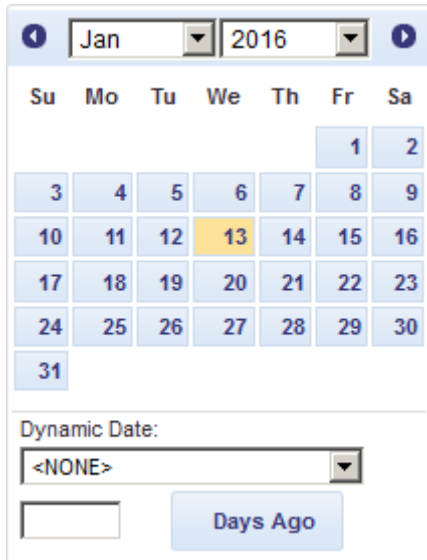 Jan 2016
Su Mo Tu We Th Fr Sa
1 2
3 4 5 6 7 8 9
10 11 12 13 14 15 16
17 18 19 20 21 22 23
24 25 26 27 28 29 30
31
Dynamic Date:
<NONE>
Days Ago